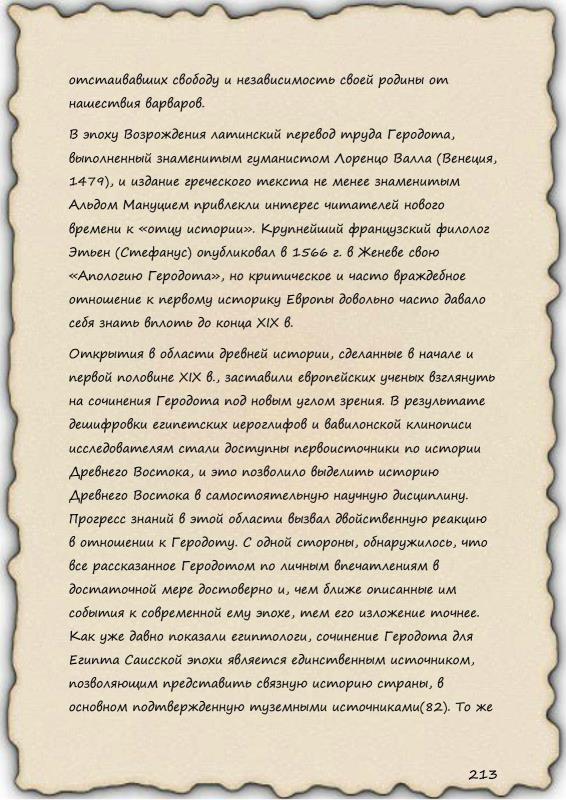 отстаивавших свободу и независимость своей родины от
нашествия варваров.
В эпоху Возрождения латинский перевод труда Геродота,
выполненный знаменитым гуманистом Лоренцо Валла (Венеция,
1479), и издание греческого текста не менее знаменитым
Альдом Мануцием привлекли интерес читателей нового
времени к «отцу истории». Крупнейший французский филолог
Этьен (Стефанус) опубликовал в 1566 г. в Женеве свою
«Апологию Геродота», но критическое и часто враждебное
отношение к первому историку Европы довольно часто давало
себя знать вплоть до конца XIX в.
Открытия в области древней истории, сделанные в начале и
первой половине XIX в., заставили европейских ученых взглянуть
на сочинения Геродота под новым углом зрения. В результате
дешифровки египетских иероглифов и вавилонской клинописи
исследователям стали доступны первоисточники по истории
Древнего Востока, и это позволило выделить историю
Древнего Востока в самостоятельную научную дисциплину.
Прогресс знаний в этой области вызвал двойственную реакцию
в отношении к Геродоту. С одной стороны, обнаружилось, что
все рассказанное Геродотом по личным впечатлениям в
достаточной мере достоверно и, чем ближе описанные им
события к современной ему эпохе, тем его изложение точнее.
Как уже давно показали египтологи, сочинение Геродота для
Египта Саисской эпохи является единственным источником,
позволяющим представить связную историю страны, в
основном подтвержденную туземными источниками(82). То же
213